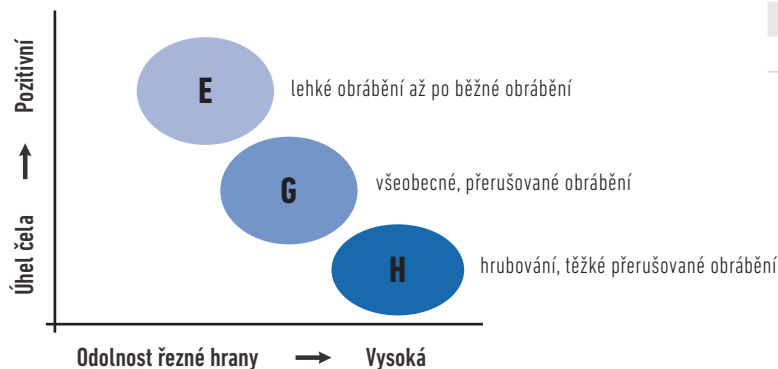 E
lehké obrábění až po běžné obrábění
G
všeobecné, přerušované obrábění
H
hrubování, těžké přerušované obrábění
Úhel čela → Pozitivní
Odolnost řezné hrany → Vysoká